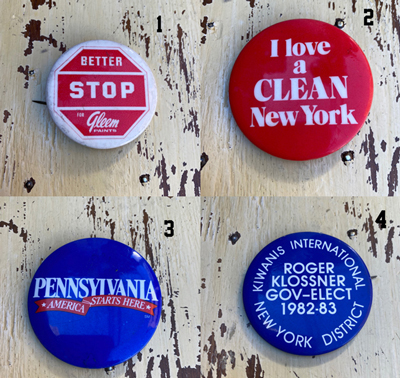 1
BETTER
STOP
FOR Gleem
PAINTS
2
I love
a
CLEAN
New York
3
PENNSYLVANIA
AMERICA STARTS HERE
4
KIWANIS INTERNATIONAL
ROGER
KLOSSNER
GOV-ELECT
1982-83
NEW YORK DISTRICT